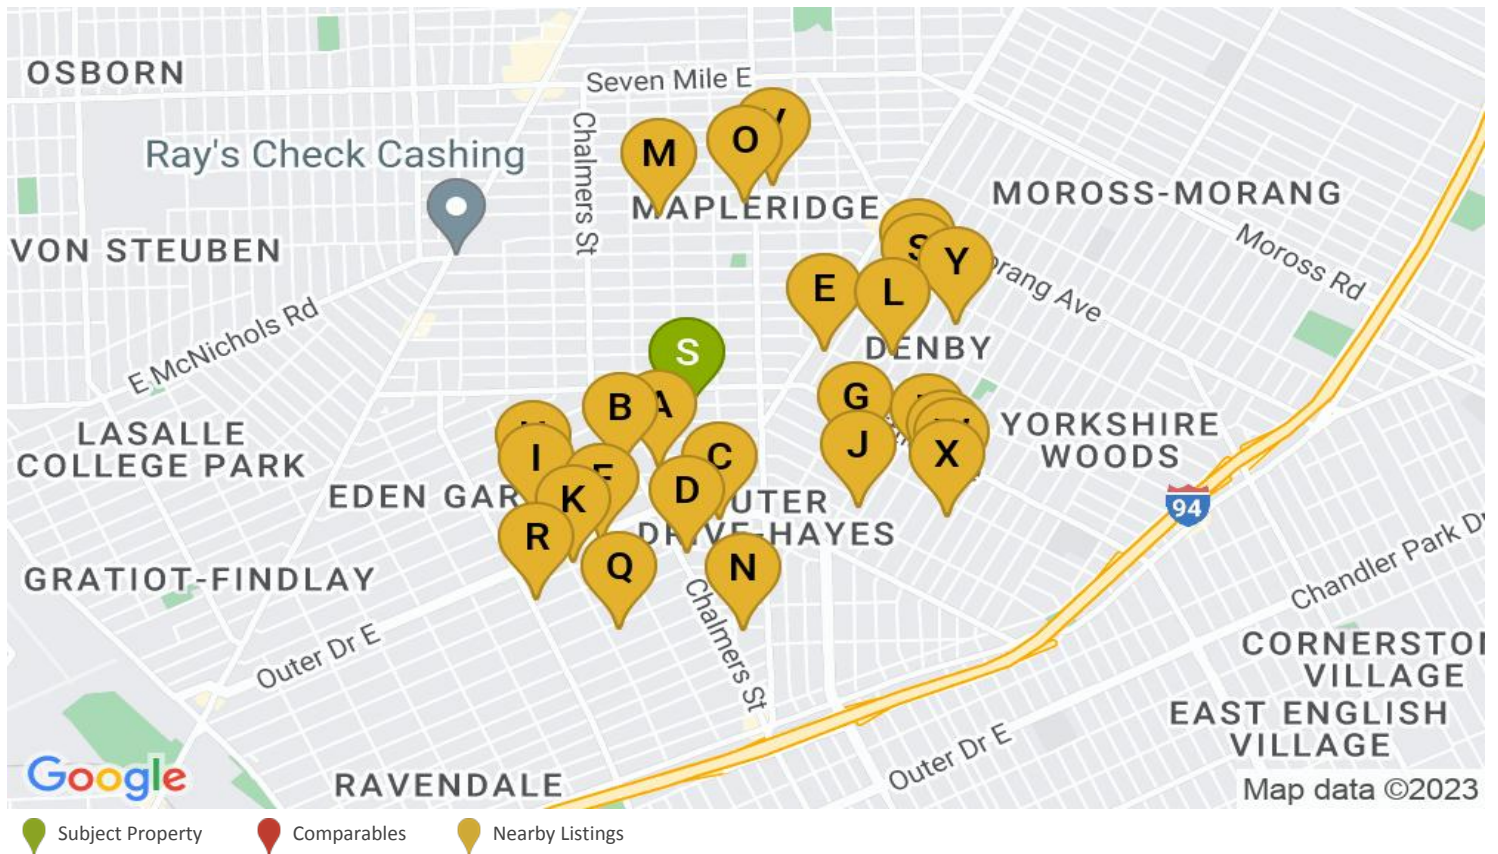 OSBORN
Seven Mile E
Chalmers St
Ray's Check Cashing
M
O
V
MAPLERIDGE
MOROSS-MORANG
VON STEUBEN
Moross Rd
S
Y
E
L
E McNichols Rd
DENBY
S
B
A
G
LASALLE
COLLEGE PARK
YORKSHIRE
WOODS
I
C
J
X
K
D
EDEN GAR
OUTER
DRIVE-HAYES
94
R
Q
N
GRATIOT-FINDLAY
Chandler Park Dr
Outer Dr E
Chalmers St
CORNERSTO
VILLAGE
EAST ENGLISH
VILLAGE
Outer Dr E
RAVENDALE
Google
Map data ©2023
Subject Property
Comparables
Nearby Listings